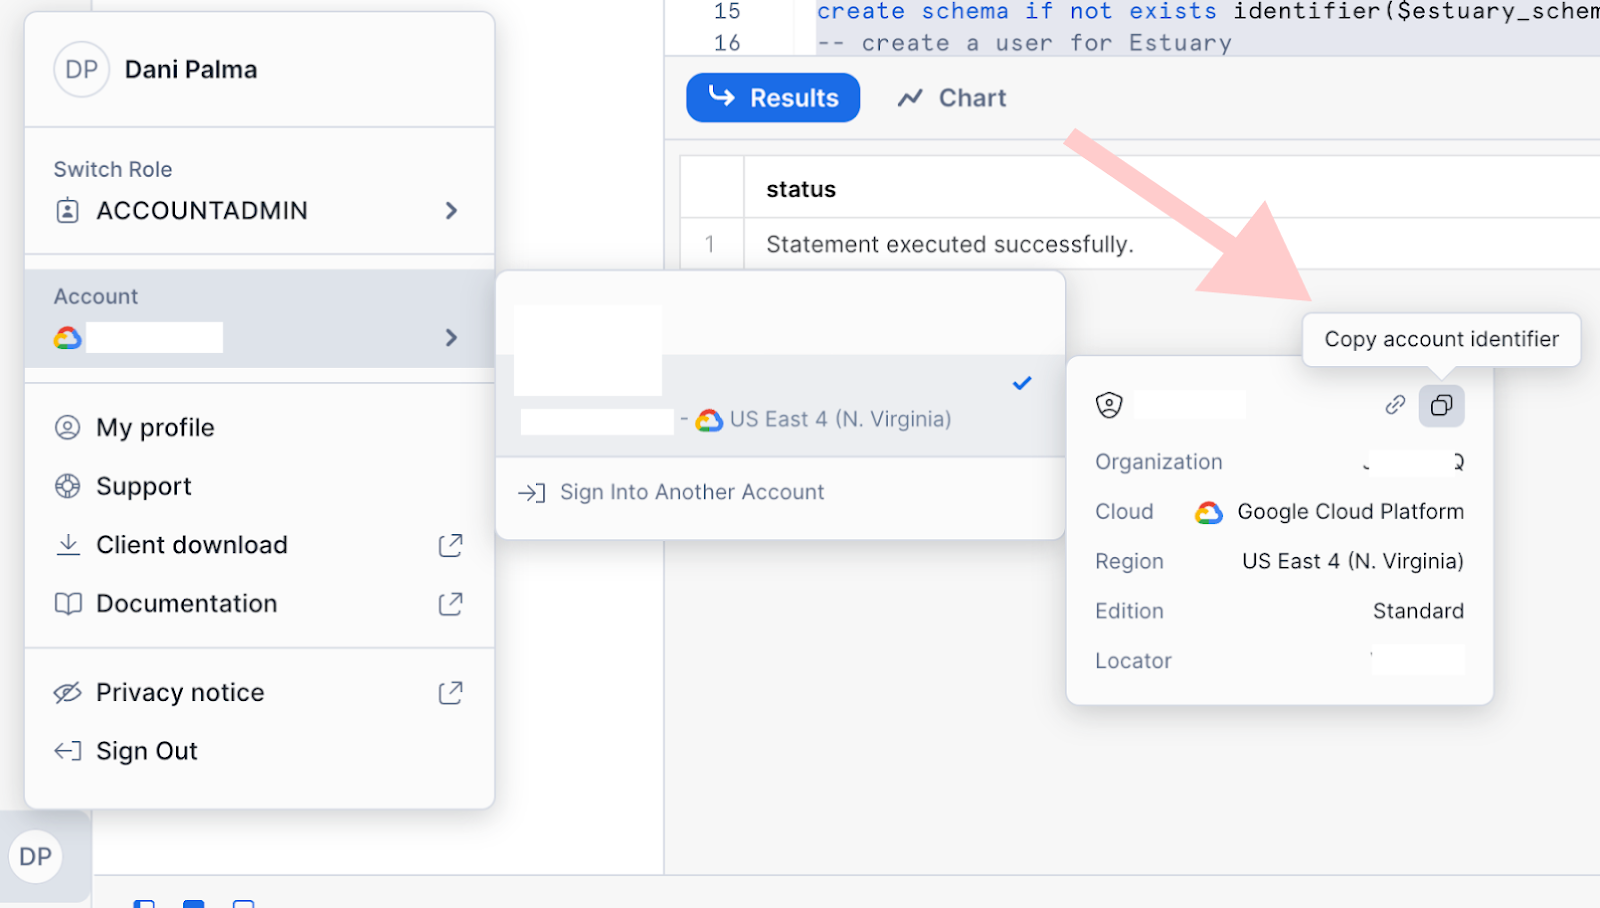 DP Dani Palma
Switch Role
ACCOUNTADMIN
Account
My profile
Support
Client download
Documentation
Privacy notice
Sign Out
DP
15 create schema if not exists identifier($estuary_schem
16 -- create a user for Estuary
Results Chart
status
1 Statement executed successfully.
- US East 4 (N. Virginia)
Sign Into Another Account
Copy account identifier
Organization Q
Cloud Google Cloud Platform
Region US East 4 (N. Virginia)
Edition Standard
Locator